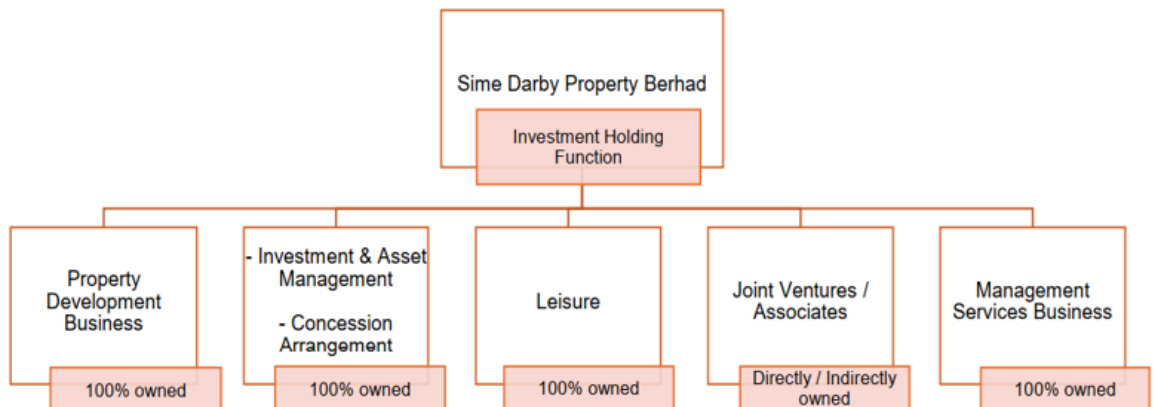 Sime Darby Property Berhad
Investment Holding
Function
Property
Development
Business
100% owned
- Investment & Asset
Management
- Concession
Arrangement
100% owned
Leisure
100% owned
Joint Ventures /
Associates
Directly / Indirectly
owned
Management
Services Business
100% owned